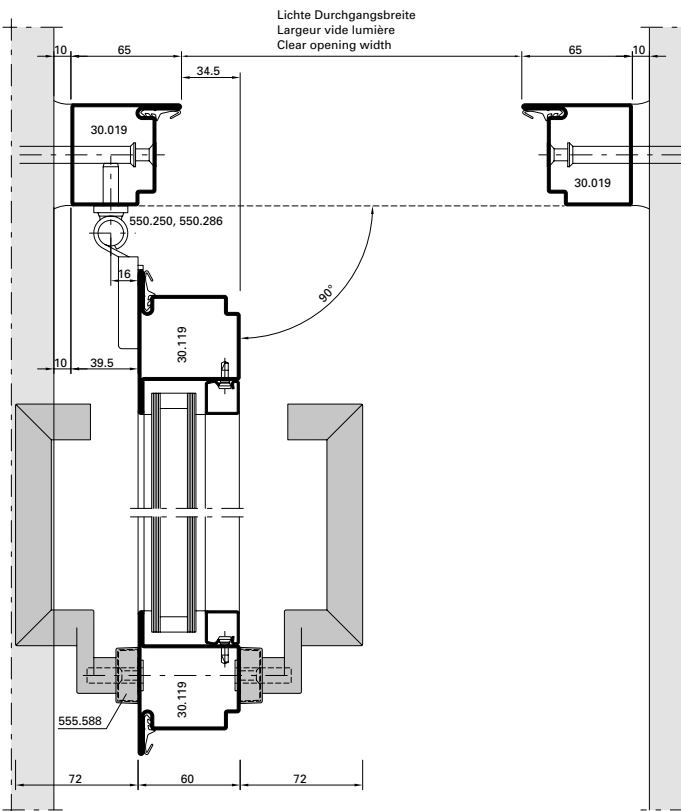 Lichte Durchgangsbreite
Largeur vide lumière
Clear opening width
10 65 65 10
34.5
30.019
30.019
550.250, 550.286
16
90°
30.119
10 39.5
30.119
555.588
72 60 72